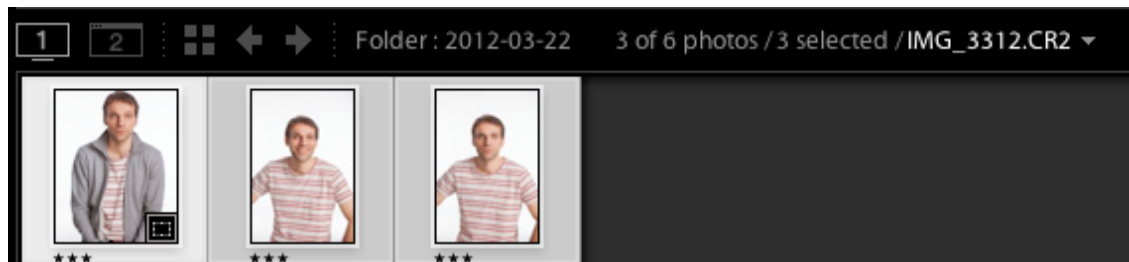 1 2 Folder : 2012-03-22 3 of 6 photos / 3 selected / IMG_3312.CR2
★★★ ★★★ ★★★